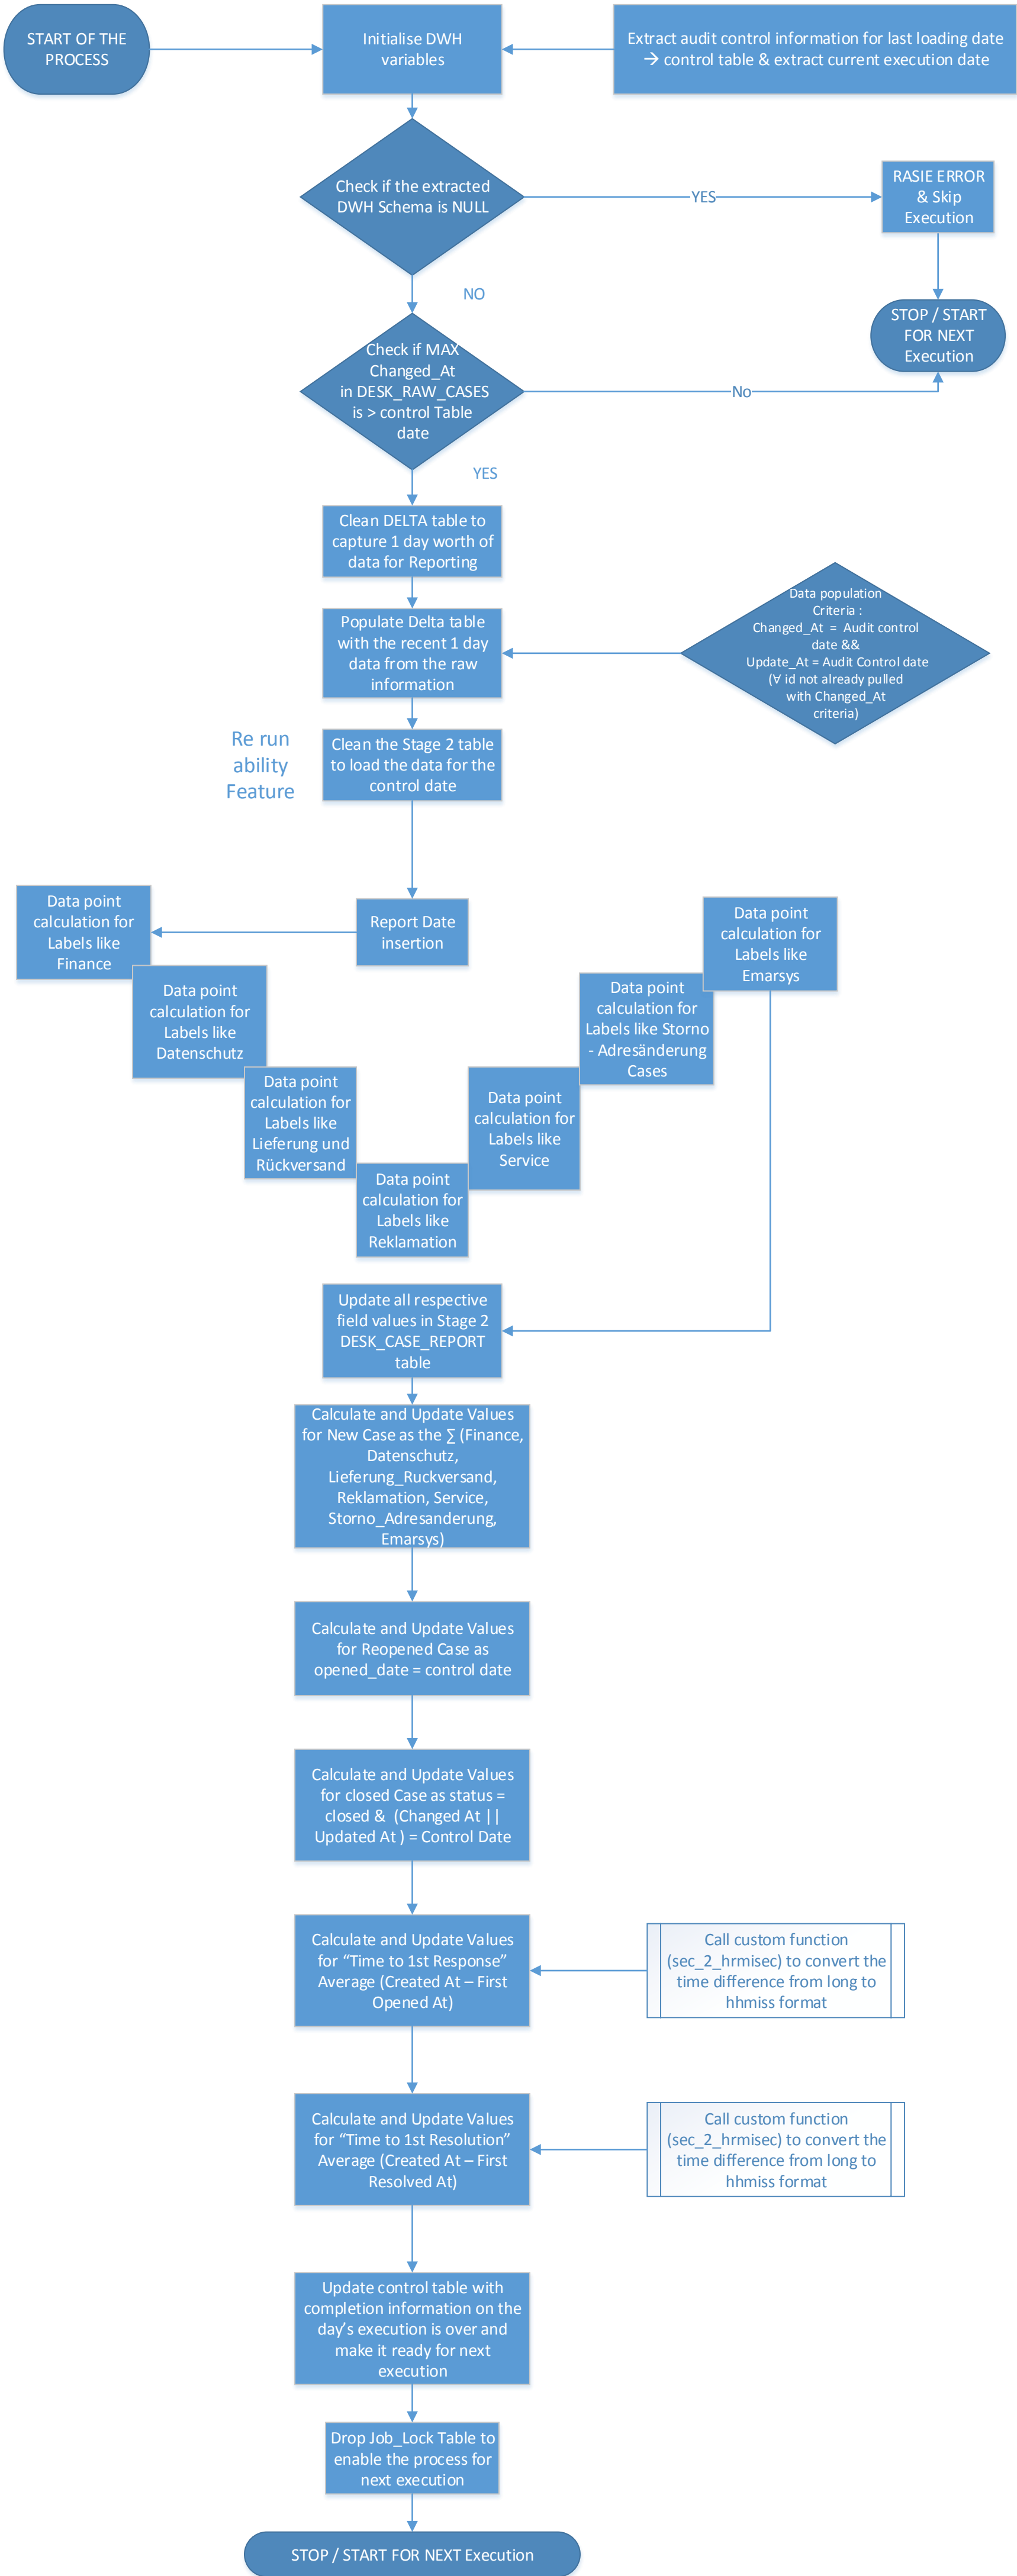 START OF THE
PROCESS
Initialise DWH
variables
Extract audit control information for last loading date
→ control table & extract current execution date
Check if the extracted
DWH Schema is NULL
YES
RASIE ERROR
& Skip
Execution
NO
STOP / START
FOR NEXT
Execution
Check if MAX
Changed_At
in DESK_RAW_CASES
is > control Table
date
No
YES
Clean DELTA table to
capture 1 day worth of
data for Reporting
Populate Delta table
with the recent 1 day
data from the raw
information
Data population
Criteria :
Changed_At = Audit control
date &&
Update_At = Audit Control date
(∀ id not already pulled
with Changed_At
criteria)
Re run
ability
Feature
Clean the Stage 2 table
to load the data for the
control date
Report Date
insertion
Data point
calculation for
Labels like
Finance
Data point
calculation for
Labels like
Datenschutz
Data point
calculation for
Labels like
Lieferung und
Rückversand
Data point
calculation for
Labels like
Reklamation
Data point
calculation for
Labels like
Service
Data point
calculation for
Labels like Storno
- Adresänderung
Cases
Data point
calculation for
Labels like
Emarsys
Update all respective
field values in Stage 2
DESK_CASE_REPORT
table
Calculate and Update Values
for New Case as the ∑ (Finance,
Datenschutz,
Lieferung_Ruckversand,
Reklamation, Service,
Storno_Adresanderung,
Emarsys)
Calculate and Update Values
for Reopened Case as
opened_date = control date
Calculate and Update Values
for closed Case as status =
closed & (Changed At ||
Updated At ) = Control Date
Calculate and Update Values
for “Time to 1st Response”
Average (Created At – First
Opened At)
Call custom function
(sec_2_hrmisec) to convert the
time difference from long to
hhmiss format
Calculate and Update Values
for “Time to 1st Resolution”
Average (Created At – First
Resolved At)
Call custom function
(sec_2_hrmisec) to convert the
time difference from long to
hhmiss format
Update control table with
completion information on the
day’s execution is over and
make it ready for next
execution
Drop Job_Lock Table to
enable the process for
next execution
STOP / START FOR NEXT Execution